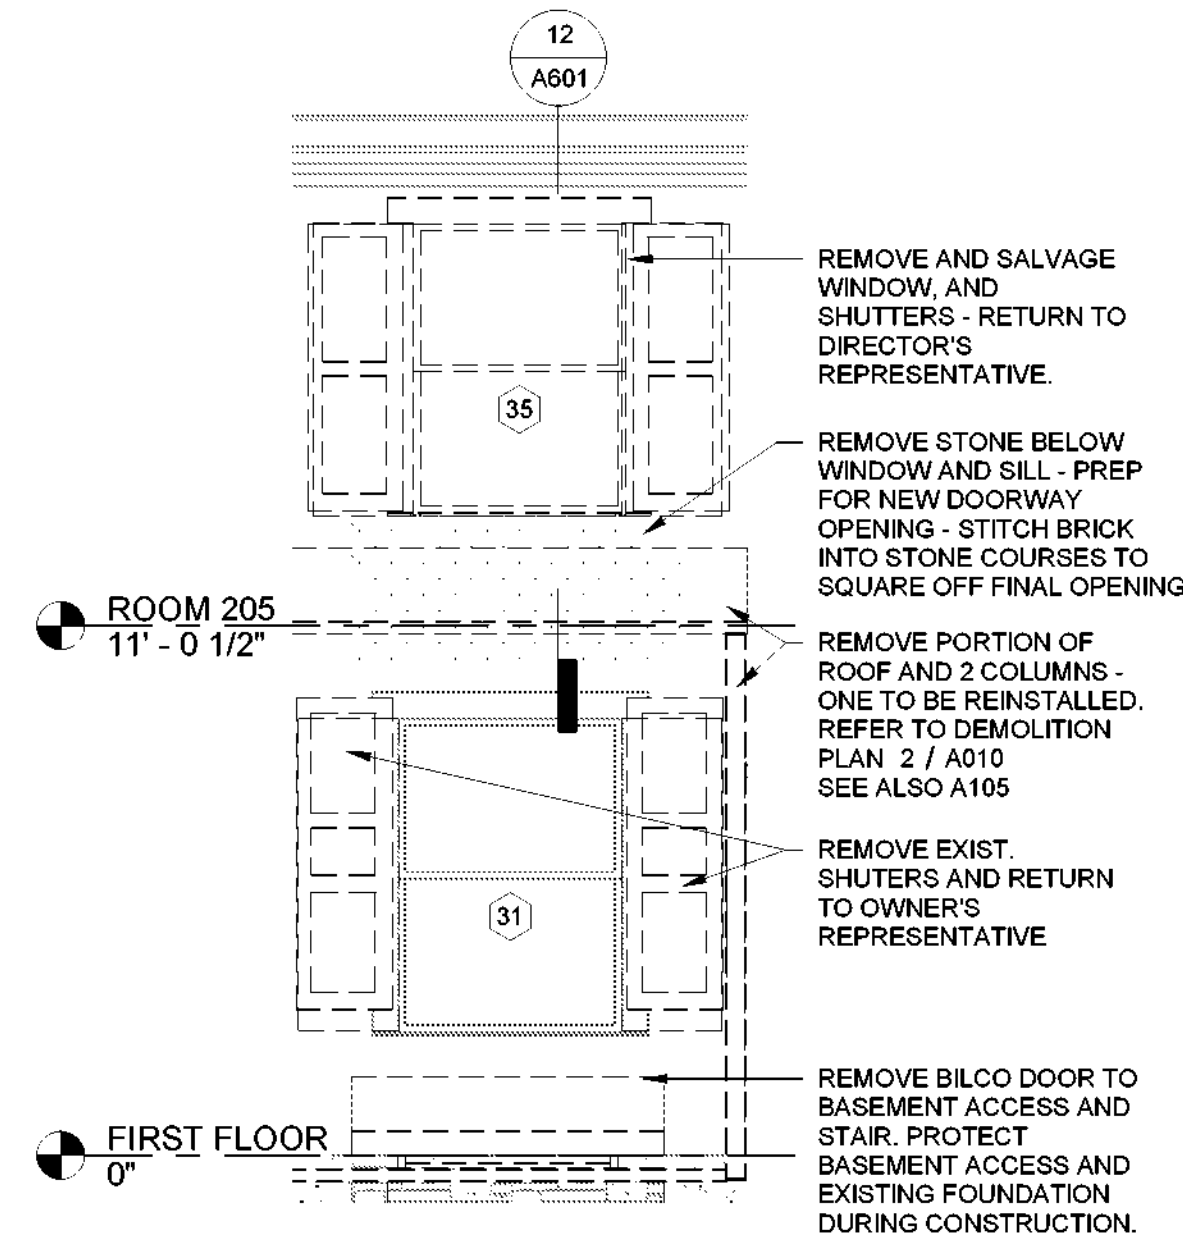 12
A601
REMOVE AND SALVAGE
WINDOW, AND
SHUTTERS - RETURN TO
DIRECTOR'S
REPRESENTATIVE.
35
REMOVE STONE BELOW
WINDOW AND SILL - PREP
FOR NEW DOORWAY
OPENING - STITCH BRICK
INTO STONE COURSES TO
SQUARE OFF FINAL OPENING
ROOM 205
11' - 0 1/2"
REMOVE PORTION OF
ROOF AND 2 COLUMNS -
ONE TO BE REINSTALLED.
REFER TO DEMOLITION
PLAN 2 / A010
SEE ALSO A105
REMOVE EXIST.
SHUTERS AND RETURN
TO OWNER'S
REPRESENTATIVE
31
REMOVE BILCO DOOR TO
BASEMENT ACCESS AND
STAIR. PROTECT
BASEMENT ACCESS AND
EXISTING FOUNDATION
DURING CONSTRUCTION.
FIRST FLOOR
0"